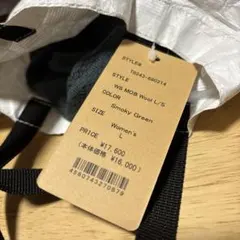 STYLE#
STYLE
WS MOB Wool L/S
COLOR
Smoky Green
SIZE
Women's
L
PRICE
¥17,600
(本体価格 ¥16,000)